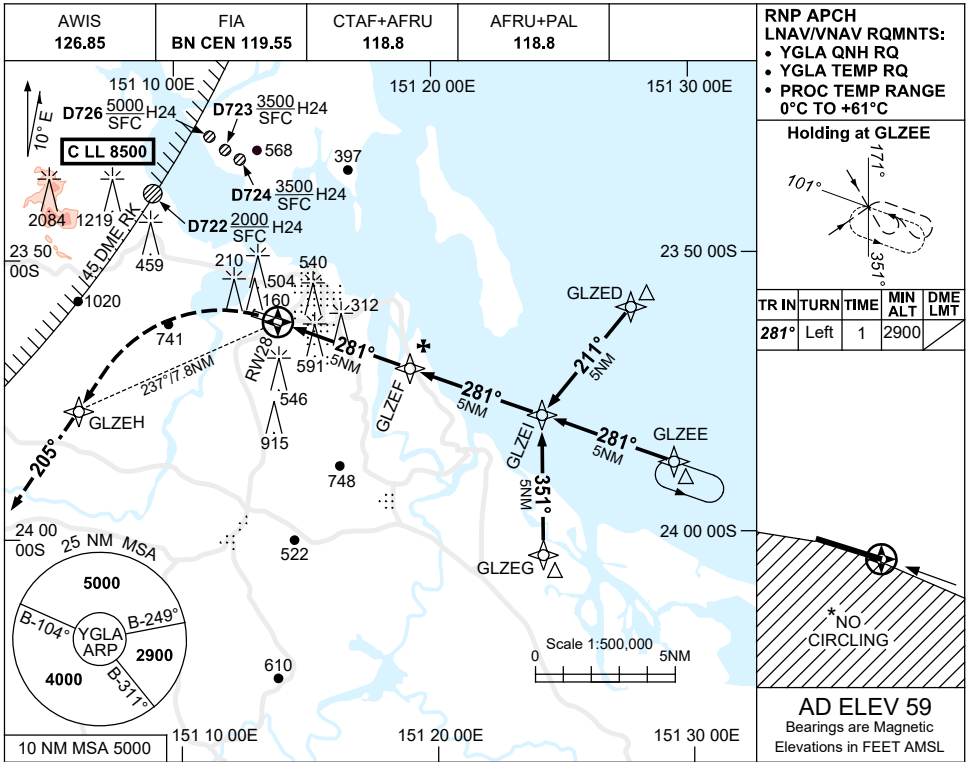 AWIS
126.85
FIA
BN CEN 119.55
CTAF+AFRU
118.8
AFRU+PAL
118.8
RNP APCH
LNAV/VNAV RQMNTS:
• YGLA QNH RQ
• YGLA TEMP RQ
• PROC TEMP RANGE
0°C TO +61°C
Holding at GLZEE
171°
101°
351°
TR IN TURN TIME MIN ALT DME LMT
281° Left 1 2900
*NO
CIRCLING
AD ELEV 59
Bearings are Magnetic
Elevations in FEET AMSL
151 10 00E
151 20 00E
151 30 00E
10° E
D726 5000 SFC H24
D723 3500 SFC H24
C LL 8500
568
397
D724 3500 SFC H24
2084
1219
D722 2000 SFC H24
45 DME RK
459
23 50
00S
23 50 00S
210
540
504
160
312
1020
741
GLZED
RW28
591
281°
5NM
211°
5NM
237°/7.8NM
GLZEF
281°
5NM
GLZEH
546
915
GLZEI
281°
5NM
GLZEE
205°
748
351°
5NM
24 00
00S
24 00 00S
522
GLZEG
25 NM MSA
5000
B-104°
B-249°
YGLA
ARP
2900
4000
B-311°
610
Scale 1:500,000
0 5NM
10 NM MSA 5000
151 10 00E
151 20 00E
151 30 00E